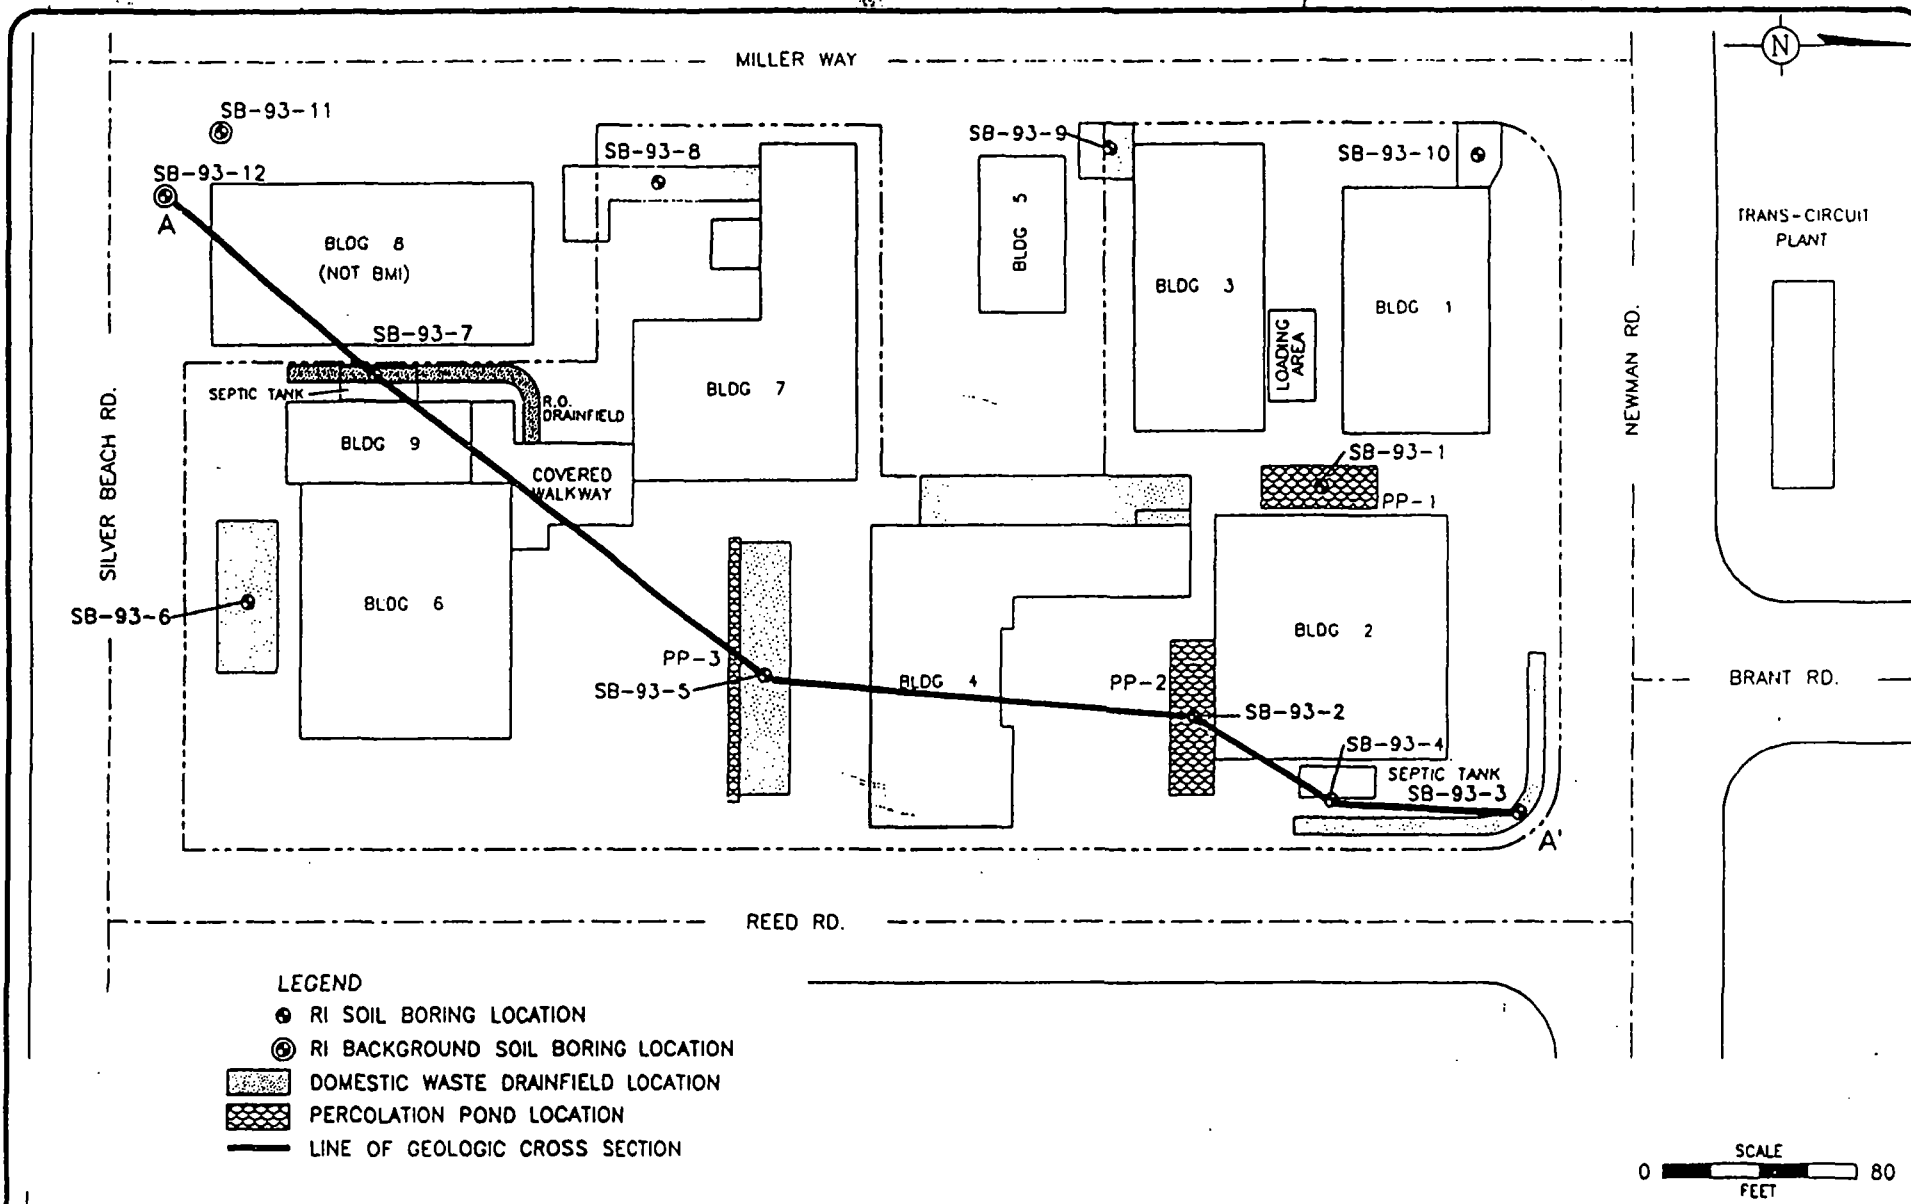 MILLER WAY
N
SB-93-11
SB-93-12
A
BLDG 8
(NOT BMI)
SB-93-8
SB-93-9
SB-93-10
BLDG 5
BLDG 3
BLDG 1
LOADING
AREA
TRANS-CIRCUIT
PLANT
NEWMAN RD.
SILVER BEACH RD.
SB-93-7
SEPTIC TANK
R.O.
DRAINFIELD
BLDG 7
BLDG 9
COVERED
WALKWAY
SB-93-1
PP-1
SB-93-6
BLDG 6
PP-3
SB-93-5
BLDG 4
PP-2
BLDG 2
SB-93-2
SB-93-4
SEPTIC TANK
SB-93-3
A'
BRANT RD.
REED RD.
LEGEND
RI SOIL BORING LOCATION
RI BACKGROUND SOIL BORING LOCATION
DOMESTIC WASTE DRAINFIELD LOCATION
PERCOLATION POND LOCATION
LINE OF GEOLOGIC CROSS SECTION
SCALE
0 80
FEET